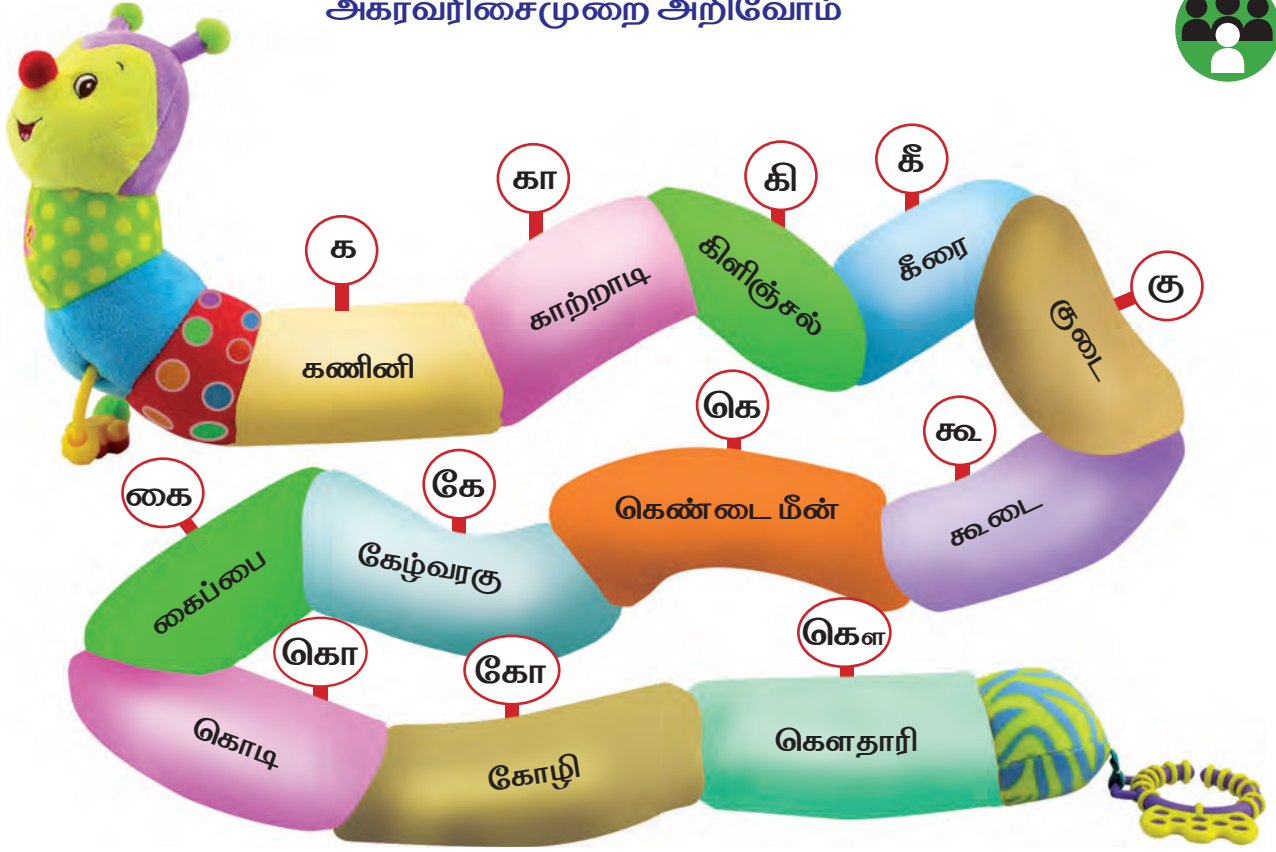 அகரவரிசைமுறை அறிவோம்
க
கணினி
கா
காற்றாடி
கி
கிளிஞ்சல்
கீ
கீரை
கு
குடை
கூ
கூடை
கெ
கெண்டை மீன்
கே
கேழ்வரகு
கை
கைப்பை
கொ
கொடி
கோ
கோழி
கௌ
கௌதாரி